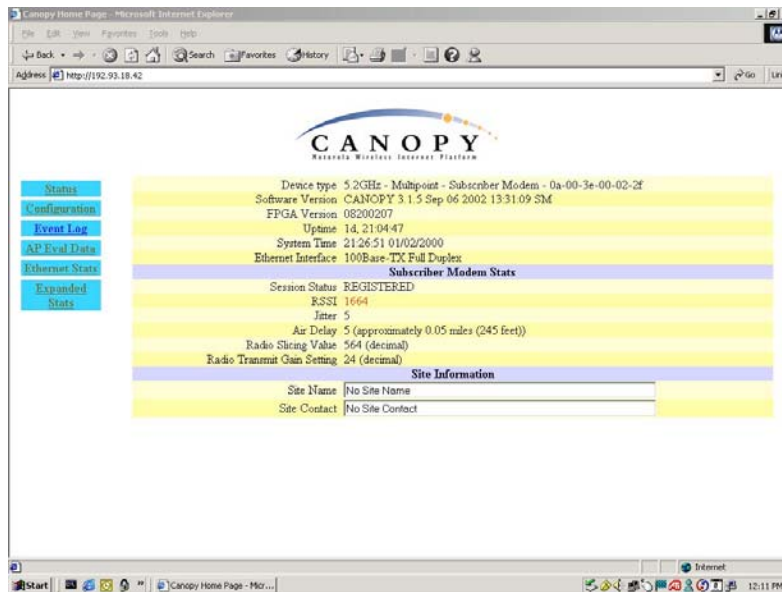 Canopy Home Page - Microsoft Internet Explorer
File Edit View Favorites Tools Help
Back Search Favorites History
Address http://192.93.18.42 Go
CANOPY
Motorola Wireless Internet Platform
Status
Configuration
Event Log
AP Eval Data
Ethernet Stats
Expanded
Stats
Device type 5.2GHz - Multipoint - Subscriber Modem - 0a-00-3e-00-02-2f
Software Version CANOPY 3.1.5 Sep 06 2002 13:31:09 SM
FPGA Version 08200207
Uptime 1d, 21:04:47
System Time 21:26:51 01/02/2000
Ethernet Interface 100Base-TX Full Duplex
Subscriber Modem Stats
Session Status REGISTERED
RSSI 1664
Jitter 5
Air Delay 5 (approximately 0.05 miles (245 feet))
Radio Slicing Value 564 (decimal)
Radio Transmit Gain Setting 24 (decimal)
Site Information
Site Name No Site Name
Site Contact No Site Contact
Internet
Start Canopy Home Page - Micr... 12:11 PM